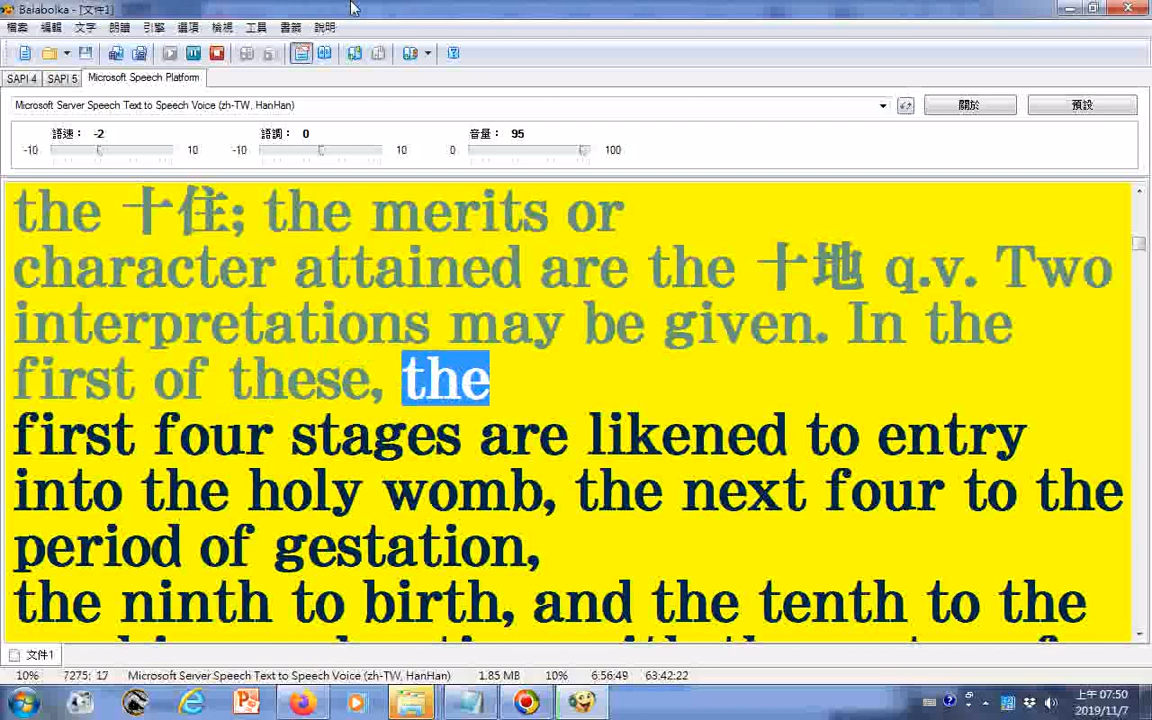 Balabolka - [文件1]
檔案 編輯 文字 朗讀 引擎 選項 檢視 工具 書籤 說明
SAPI 4 SAPI 5 Microsoft Speech Platform
Microsoft Server Speech Text to Speech Voice (zh-TW, HanHan) 關於 預設
語速： -2 語調： 0 音量： 95
-10 10 -10 10 0 100
the 十住; the merits or
character attained are the 十地 q.v. Two
interpretations may be given. In the
first of these, the
first four stages are likened to entry
into the holy womb, the next four to the
period of gestation,
the ninth to birth, and the tenth to the
文件1
10% 7275: 17 Microsoft Server Speech Text to Speech Voice (zh-TW, HanHan) 1.85 MB 10% 6:56:49 63:42:22
上午 07:50
2019/11/7